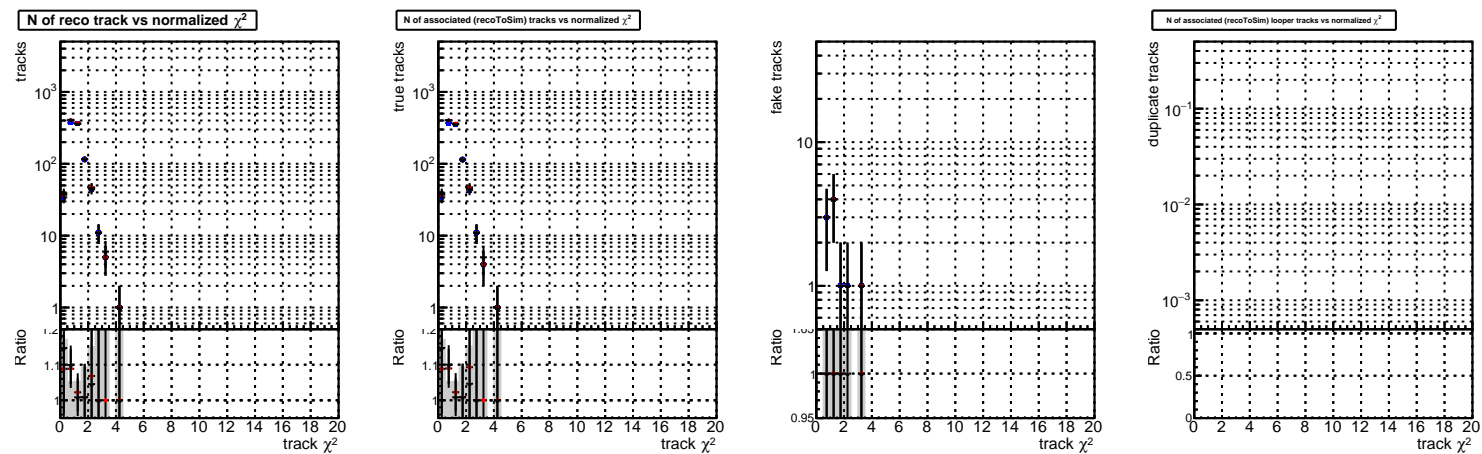 N of reco track vs normalized χ²
tracks
10³
10²
10
1
Ratio
1.2
1.1
1
0 2 4 6 8 10 12 14 16 18 20
track χ²
N of associated (recoToSim) tracks vs normalized χ²
true tracks
10³
10²
10
1
Ratio
1.2
1.1
1
0 2 4 6 8 10 12 14 16 18 20
track χ²
fake tracks
10
1
Ratio
1.05
1
0.95
0 2 4 6 8 10 12 14 16 18 20
track χ²
N of associated (recoToSim) looper tracks vs normalized χ²
duplicate tracks
10⁻¹
10⁻²
10⁻³
Ratio
1
0.5
0
0 2 4 6 8 10 12 14 16 18 20
track χ²